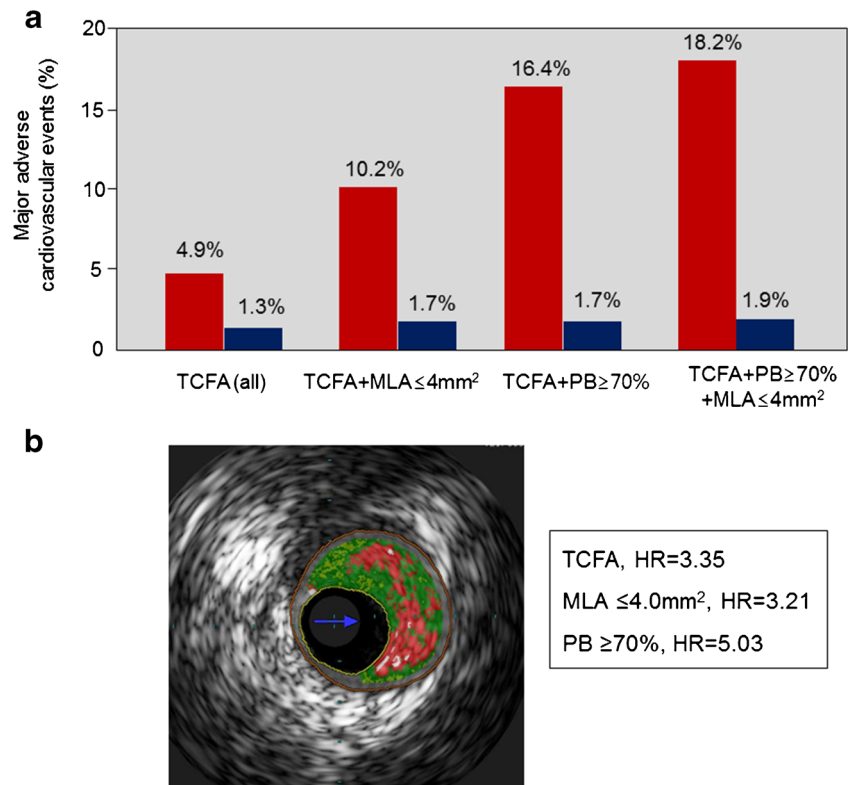 a
Major adverse
cardiovascular events (%)
20
15
10
5
0
4.9%
1.3%
10.2%
1.7%
16.4%
1.7%
18.2%
1.9%
TCFA (all)
TCFA+MLA≤4mm²
TCFA+PB≥70%
TCFA+PB≥70%
+MLA≤4mm²
b
TCFA, HR=3.35
MLA ≤4.0mm², HR=3.21
PB ≥70%, HR=5.03